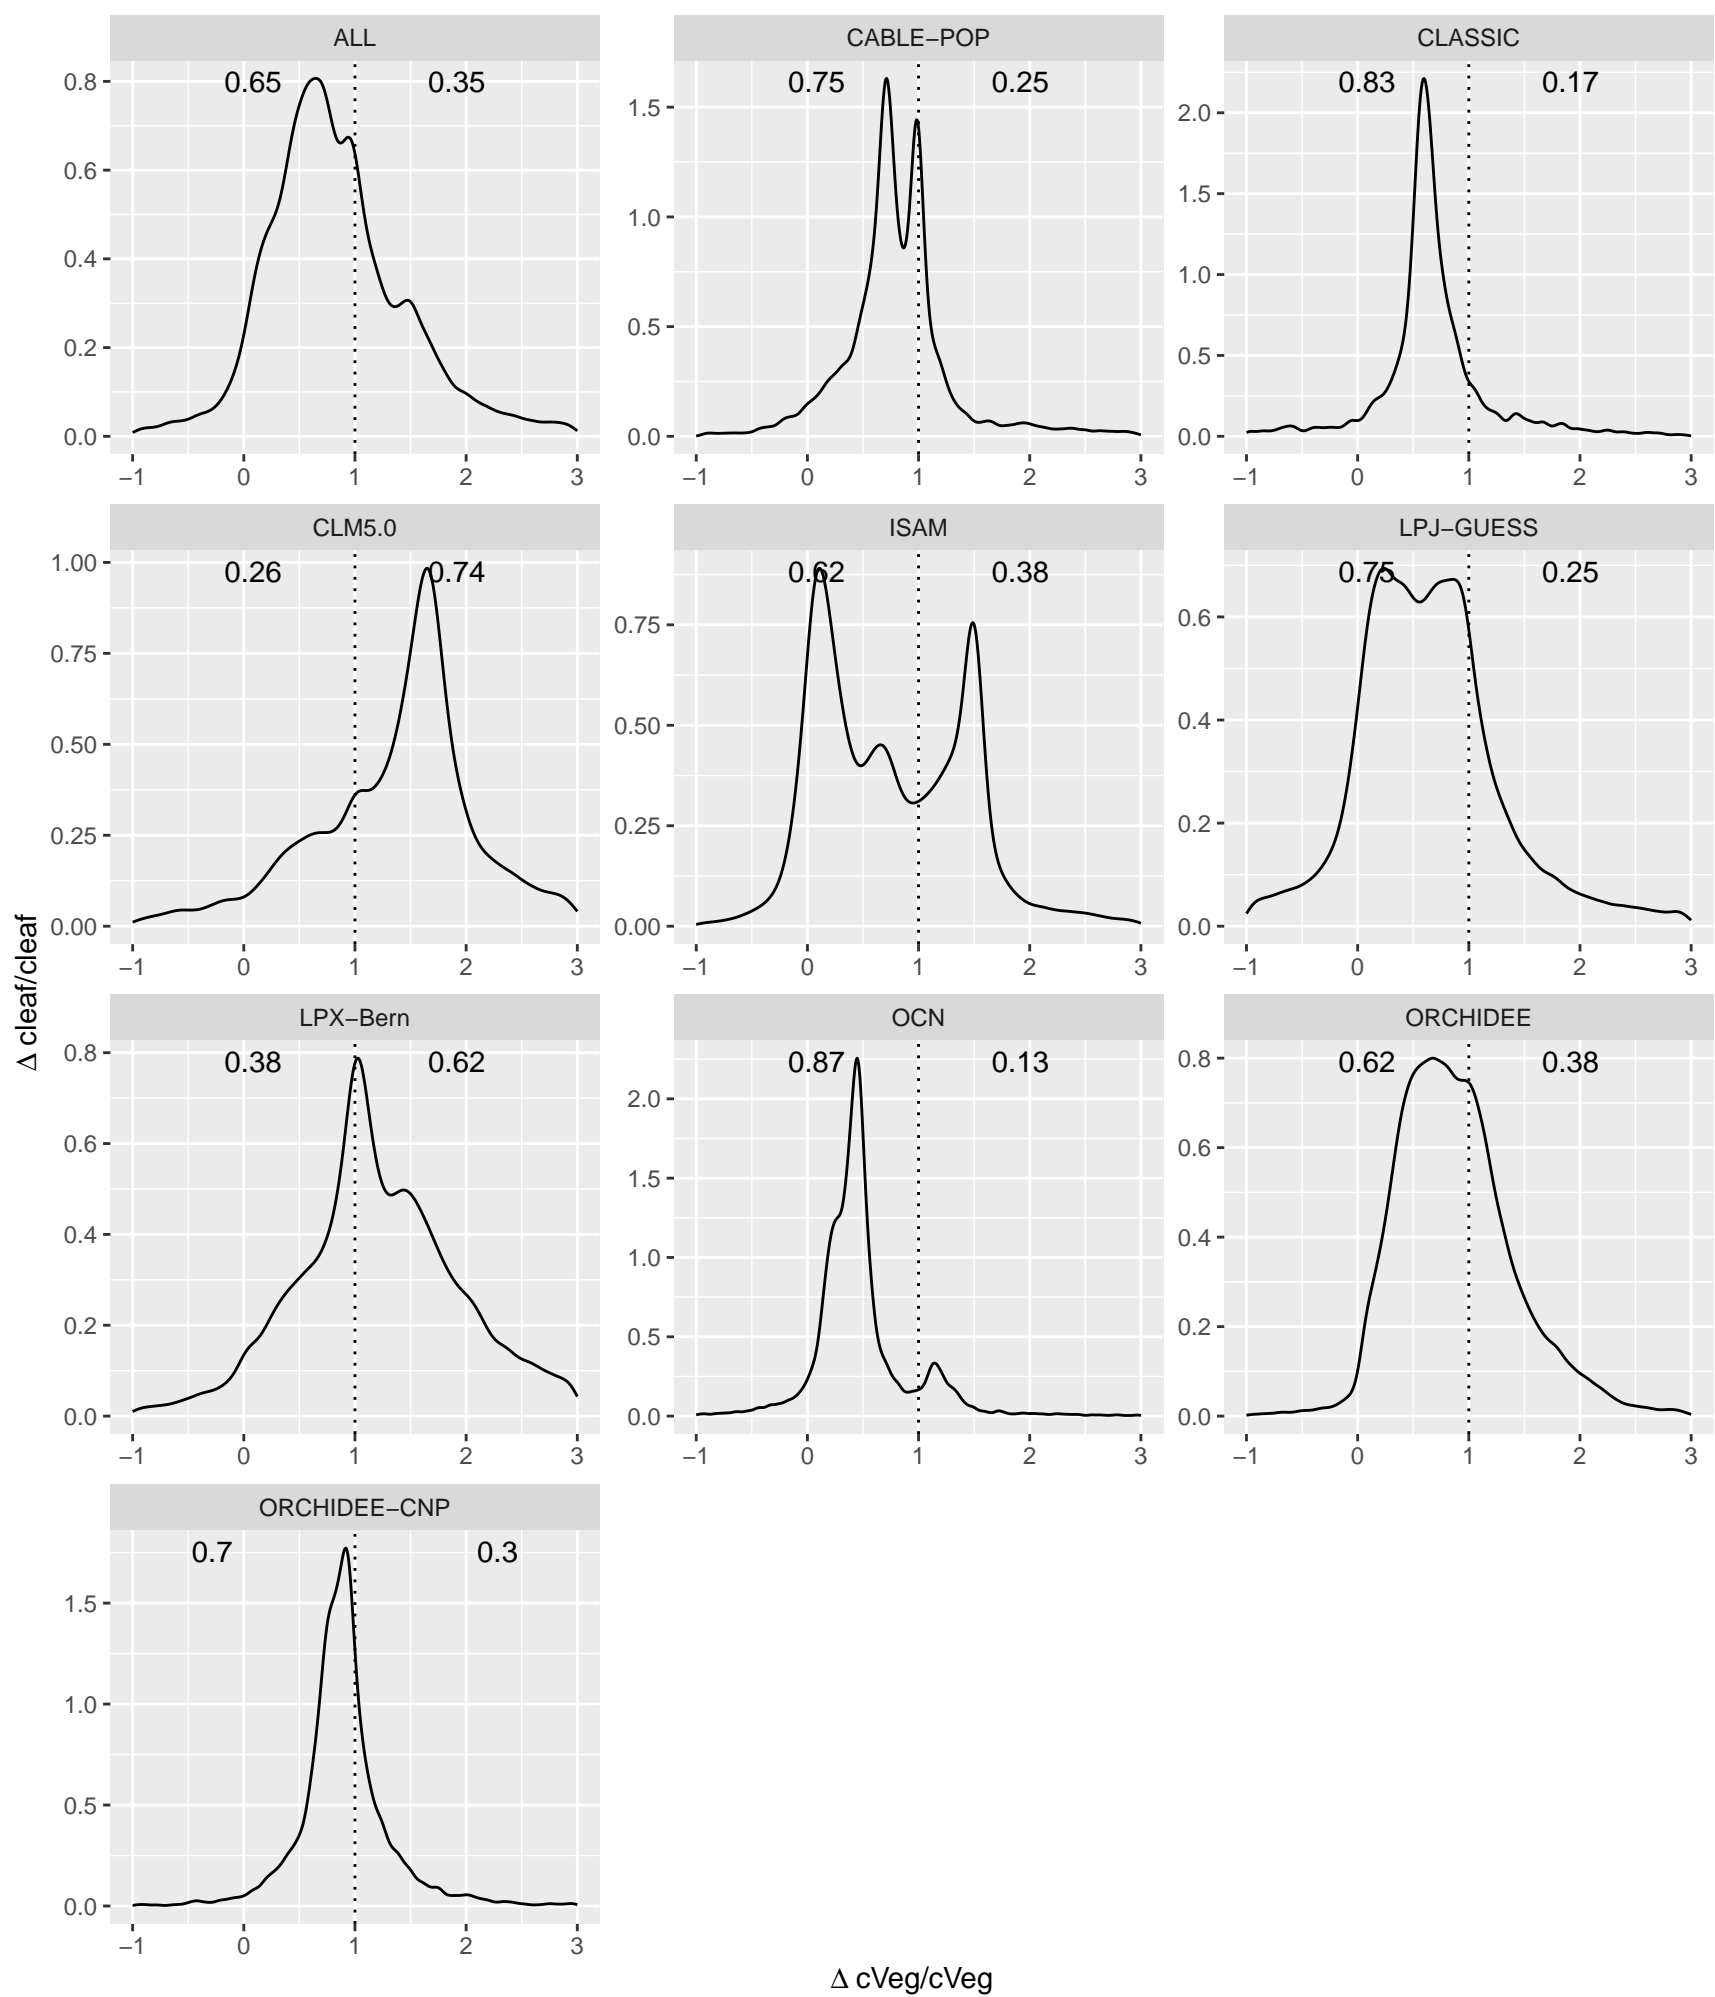 ALL CABLE−POP CLASSIC
0.65 0.35 0.75 0.25 0.83 0.17
0.8 0.6 0.4 0.2 0.0
1.5 1.0 0.5 0.0
2.0 1.5 1.0 0.5 0.0
−1 0 1 2 3 −1 0 1 2 3 −1 0 1 2 3
CLM5.0 ISAM LPJ−GUESS
0.26 0.74 0.62 0.38 0.75 0.25
1.00 0.75 0.50 0.25 0.00
0.75 0.50 0.25 0.00
0.6 0.4 0.2 0.0
−1 0 1 2 3 −1 0 1 2 3 −1 0 1 2 3
Δ cleaf/cleaf
LPX−Bern OCN ORCHIDEE
0.38 0.62 0.87 0.13 0.62 0.38
0.8 0.6 0.4 0.2 0.0
2.0 1.5 1.0 0.5 0.0
0.8 0.6 0.4 0.2 0.0
−1 0 1 2 3 −1 0 1 2 3 −1 0 1 2 3
ORCHIDEE−CNP
0.7 0.3
1.5 1.0 0.5 0.0
−1 0 1 2 3
Δ cVeg/cVeg